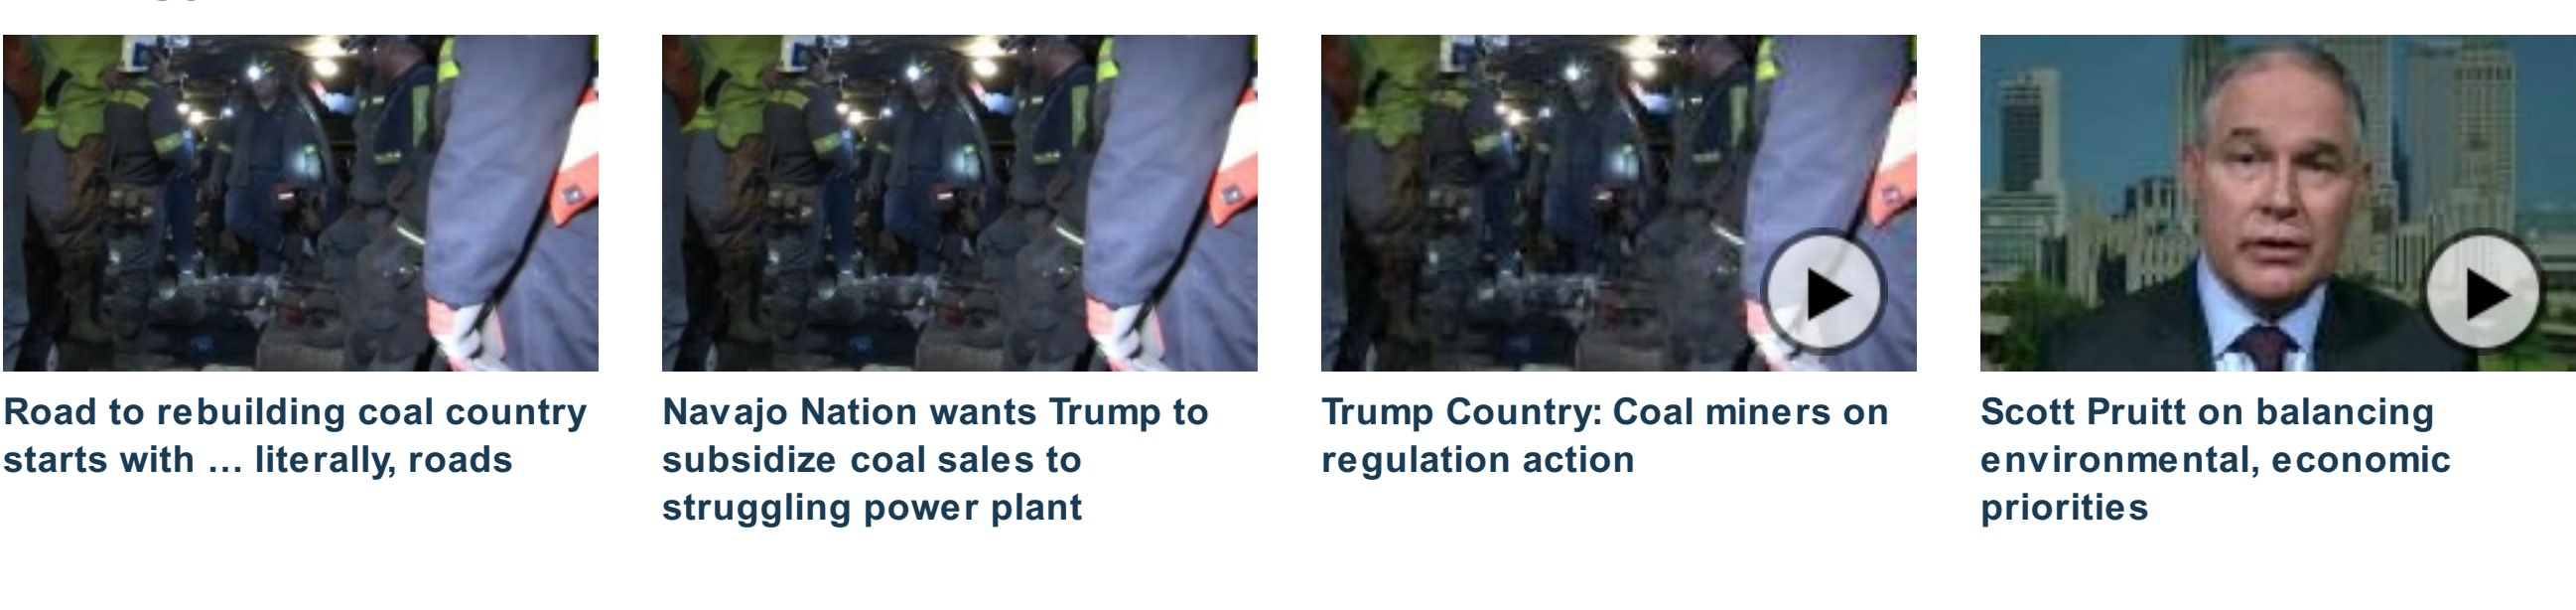 Road to rebuilding coal country
starts with … literally, roads
Navajo Nation wants Trump to
subsidize coal sales to
struggling power plant
Trump Country: Coal miners on
regulation action
Scott Pruitt on balancing
environmental, economic
priorities